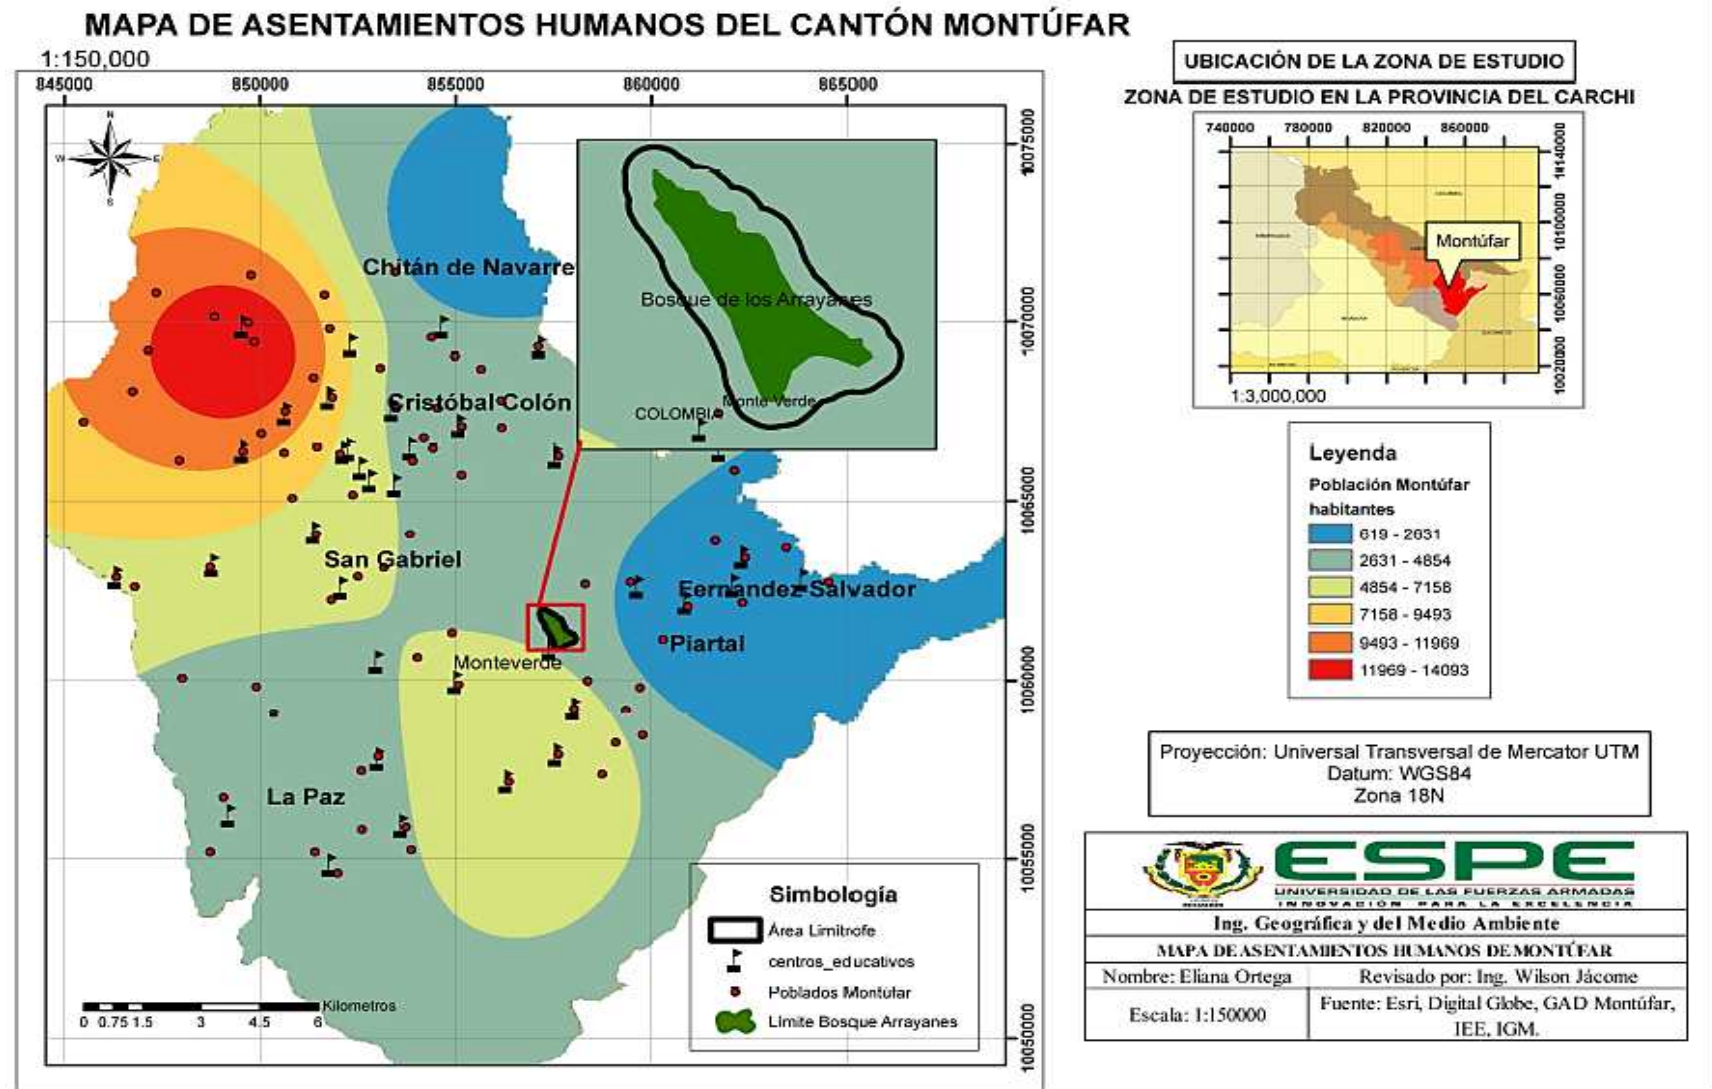 MAPA DE ASENTAMIENTOS HUMANOS DEL CANTÓN MONTÚFAR
1:150,000
845000 850000 855000 860000 865000
N
W E
S
10075000
10070000
10065000
10060000
10055000
10050000
Chitán de Navarre
Bosque de los Arrayanes
Monte Verde
COLOMBIA
Cristóbal Colón
San Gabriel
Fernandez Salvador
Piartal
Monteverde
La Paz
Simbología
Área Limitrofe
centros_educativos
Poblados Montúfar
Límite Bosque Arrayanes
Kilometros
0 0.75 1.5 3 4.5 6
UBICACIÓN DE LA ZONA DE ESTUDIO
ZONA DE ESTUDIO EN LA PROVINCIA DEL CARCHI
740000 780000 820000 860000
10140000
10100000
10060000
10020000
Montúfar
1:3,000,000
Leyenda
Población Montúfar
habitantes
619 - 2631
2631 - 4854
4854 - 7158
7158 - 9493
9493 - 11969
11969 - 14093
Proyección: Universal Transversal de Mercator UTM
Datum: WGS84
Zona 18N
ESPE
UNIVERSIDAD DE LAS FUERZAS ARMADAS
INNOVACIÓN PARA LA EXCELENCIA
Ing. Geográfica y del Medio Ambiente
MAPA DE ASENTAMIENTOS HUMANOS DE MONTÚFAR
Nombre: Eliana Ortega
Revisado por: Ing. Wilson Jácome
Escala: 1:150000
Fuente: Esri, Digital Globe, GAD Montúfar,
IEE, IGM.